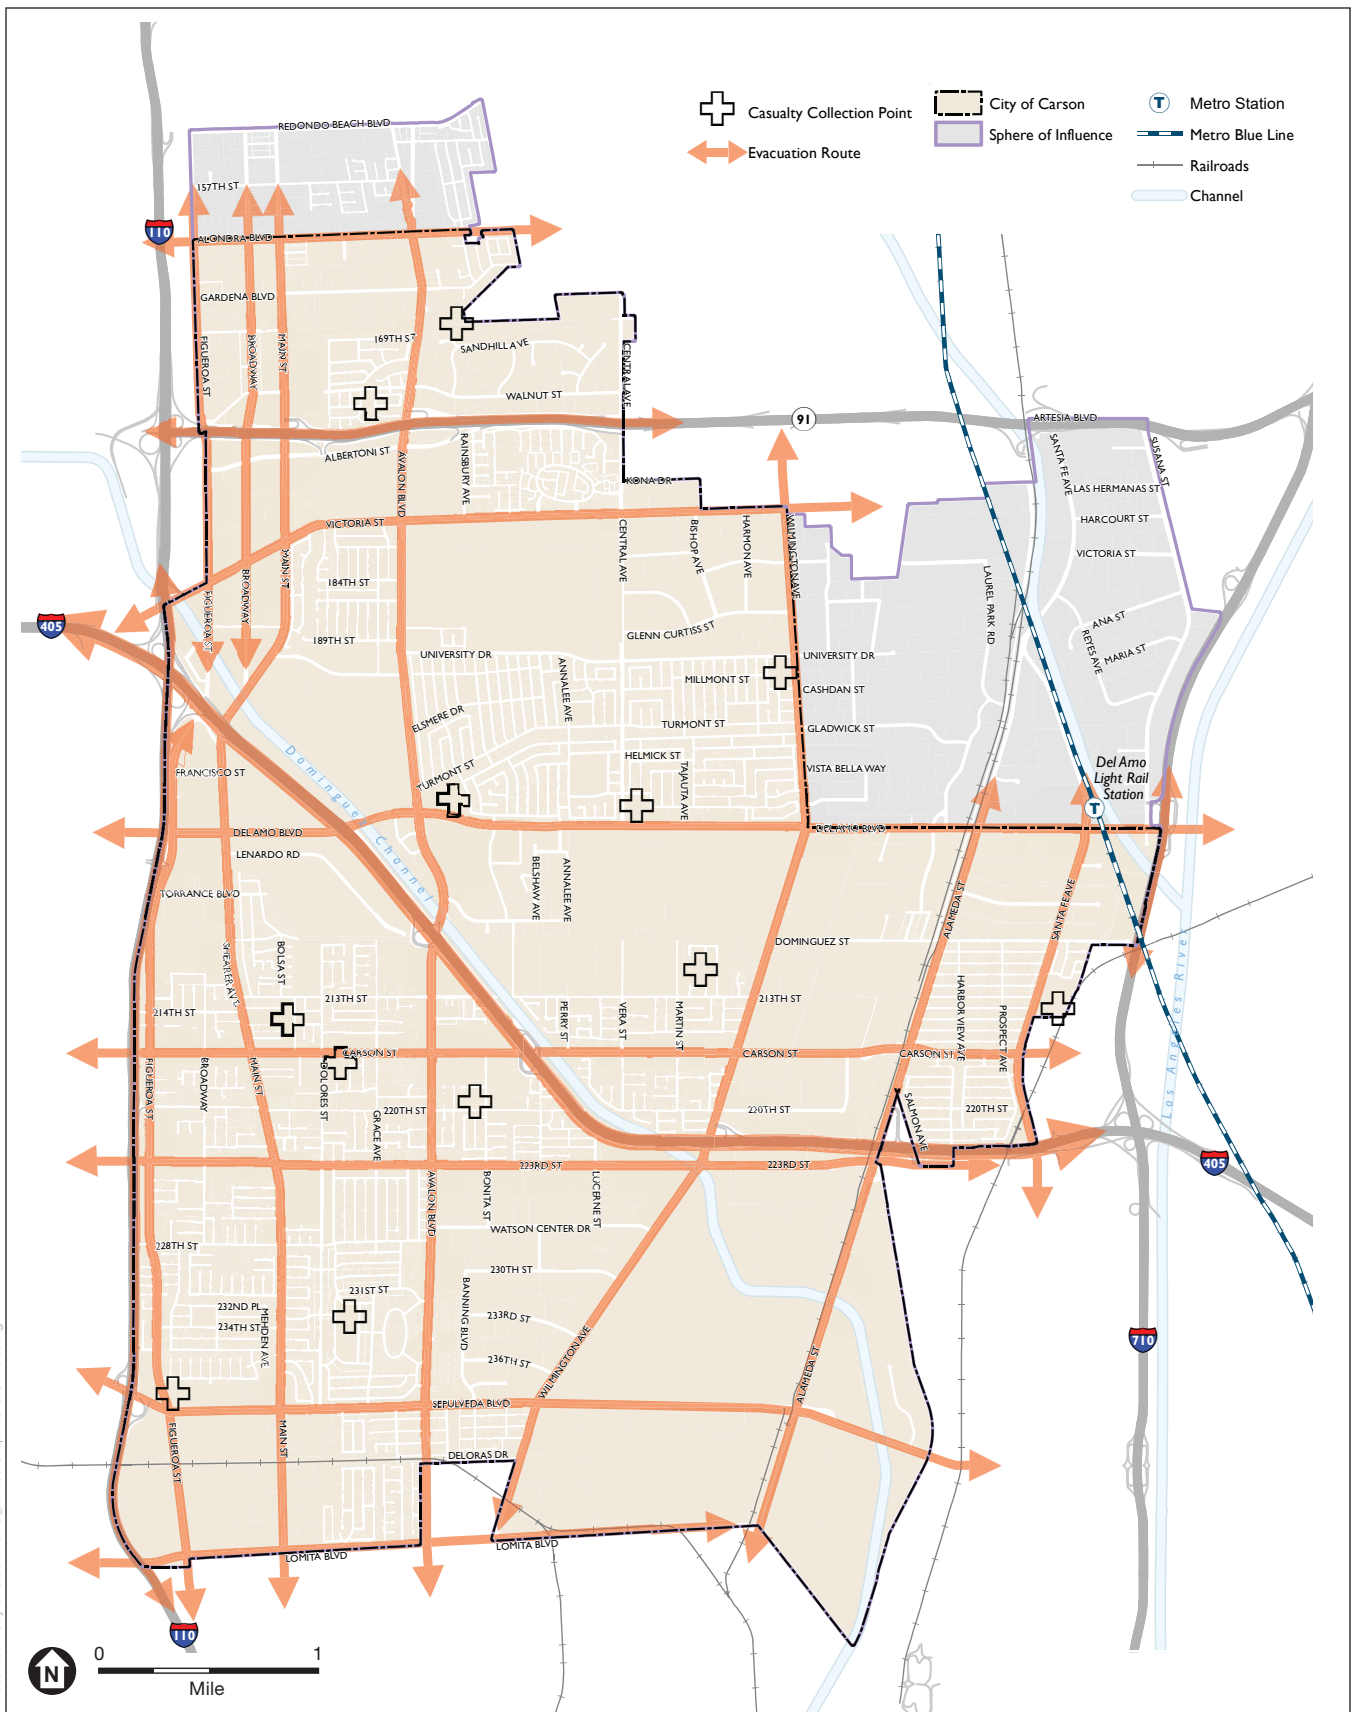 Casualty Collection Point
Evacuation Route
City of Carson
Sphere of Influence
T Metro Station
Metro Blue Line
Railroads
Channel
REDONDO BEACH BLVD
157TH ST
110
ALONDRA BLVD
GARDENA BLVD
169TH ST
FIGUEROA ST
BROADWAY
MAIN ST
SANDHILL AVE
CENTRAL AVE
WALNUT ST
91
ARTESIA BLVD
ALBERTONI ST
AVALON BLVD
RAINSBURY AVE
SANTA FE AVE
SUSANA ST
KONA DR
LAS HERMANAS ST
VICTORIA ST
HARCOURT ST
CENTRAL AVE
BISHOP AVE
HARMON AVE
WILMINGTON AVE
VICTORIA ST
MAIN ST
BROADWAY
FIGUEROA ST
184TH ST
LAUREL PARK RD
405
189TH ST
GLENN CURTISS ST
ANA ST
REYES AVE
MARIA ST
UNIVERSITY DR
UNIVERSITY DR
ANNALEE AVE
MILLMONT ST
CASHDAN ST
ELSMERE DR
TURMONT ST
GLADWICK ST
HELMICK ST
TAJAUTA AVE
VISTA BELLA WAY
Dominguez Channel
FRANCISCO ST
TURMONT ST
Del Amo
Light Rail
Station
T
DEL AMO BLVD
DEL AMO BLVD
LENARDO RD
BELSHAW AVE
ANNALEE AVE
TORRANCE BLVD
ALAMEDA ST
SANTA FE AVE
SHEARER AVE
BOLSA ST
DOMINGUEZ ST
Los Angeles River
213TH ST
213TH ST
214TH ST
PERRY ST
VERA ST
MARTIN ST
HARBOR VIEW AVE
PROSPECT AVE
CARSON ST
CARSON ST
CARSON ST
FIGUEROA ST
BROADWAY
MAIN ST
DOLORES ST
GRACE AVE
220TH ST
220TH ST
SALMON AVE
220TH ST
223RD ST
223RD ST
405
AVALON BLVD
BONITA ST
LUCERNE ST
WATSON CENTER DR
228TH ST
230TH ST
231ST ST
BANNING BLVD
232ND PL
234TH ST
MEHDEN AVE
233RD ST
236TH ST
WILMINGTON AVE
ALAMEDA ST
710
SEPULVEDA BLVD
FIGUEROA ST
MAIN ST
DELORAS DR
LOMITA BLVD
LOMITA BLVD
110
N
0 1
Mile